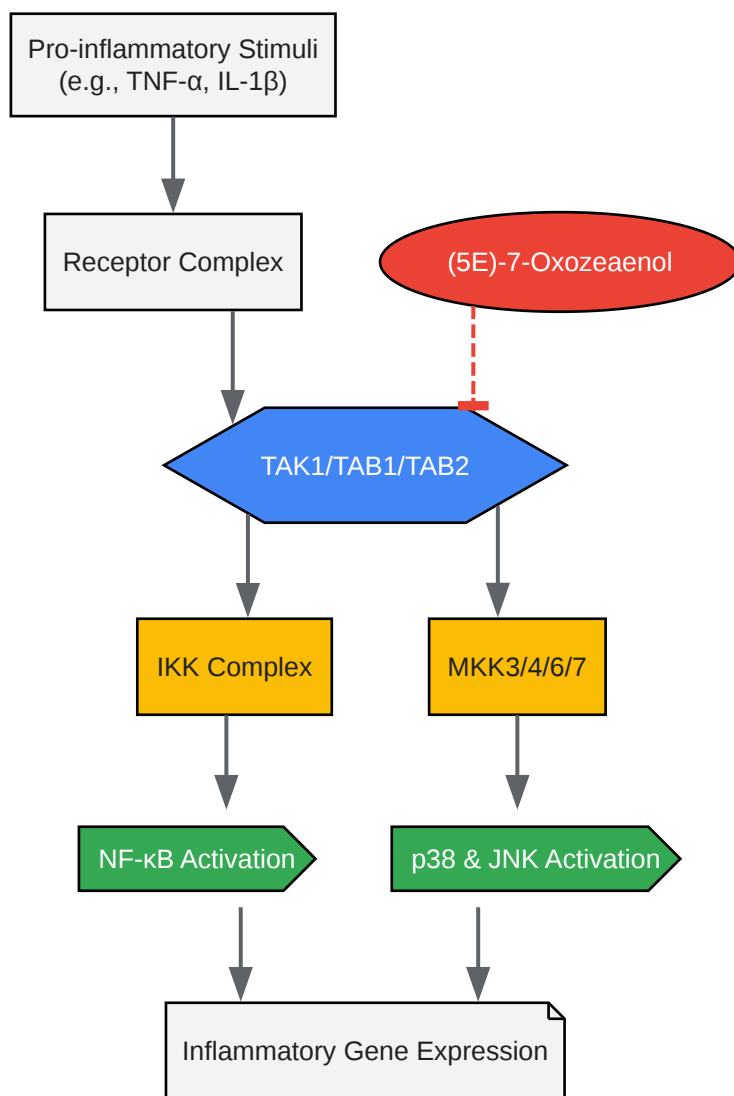 Pro-inflammatory Stimuli
(e.g., TNF-α, IL-1β)
Receptor Complex
(5E)-7-Oxozeaenol
TAK1/TAB1/TAB2
IKK Complex
MKK3/4/6/7
NF-κB Activation
p38 & JNK Activation
Inflammatory Gene Expression